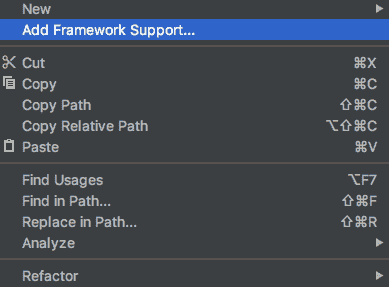 New
Add Framework Support...
Cut ⌘X
Copy ⌘C
Copy Path ⇧⌘C
Copy Relative Path ⌥⇧⌘C
Paste ⌘V
Find Usages ⌥F7
Find in Path... ⇧⌘F
Replace in Path... ⇧⌘R
Analyze
Refactor